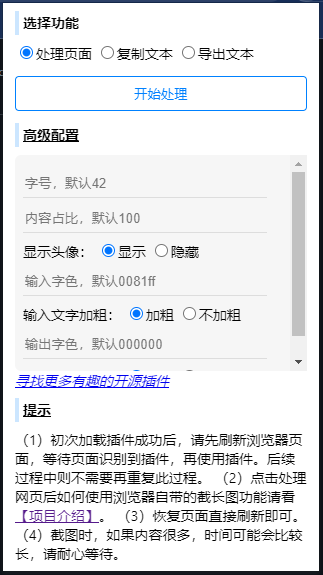 选择功能
处理页面 复制文本 导出文本
开始处理
高级配置
字号，默认42
内容占比，默认100
显示头像： 显示 隐藏
输入字色，默认0081ff
输入文字加粗： 加粗 不加粗
输出字色，默认000000
寻找更多有趣的开源插件
提示
（1）初次加载插件成功后，请先刷新浏览器页
面，等待页面识别到插件，再使用插件。后续
过程中则不需要再重复此过程。 （2）点击处理
网页后如何使用浏览器自带的截长图功能请看
【项目介绍】。 （3）恢复页面直接刷新即可。
（4）截图时，如果内容很多，时间可能会比较
长，请耐心等待。